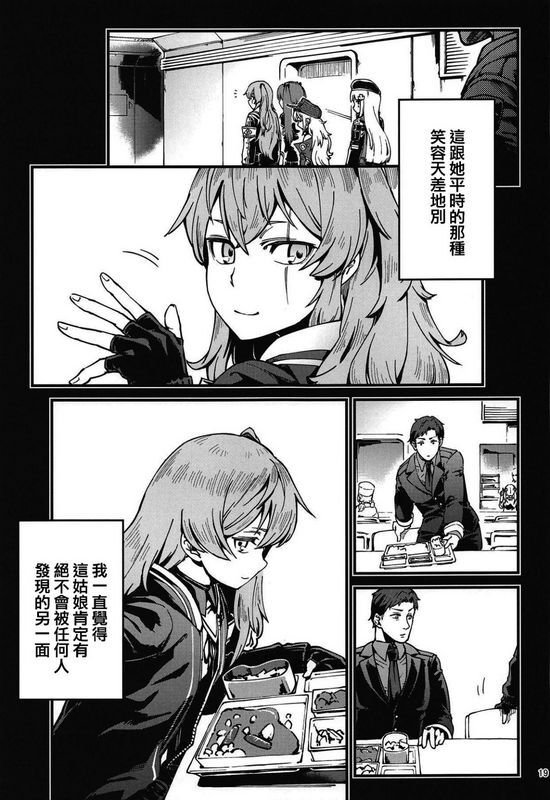 這跟她平時的那種
笑容天差地別
我一直覺得
這姑娘肯定有
絕不會被任何人
發現的另一面
19